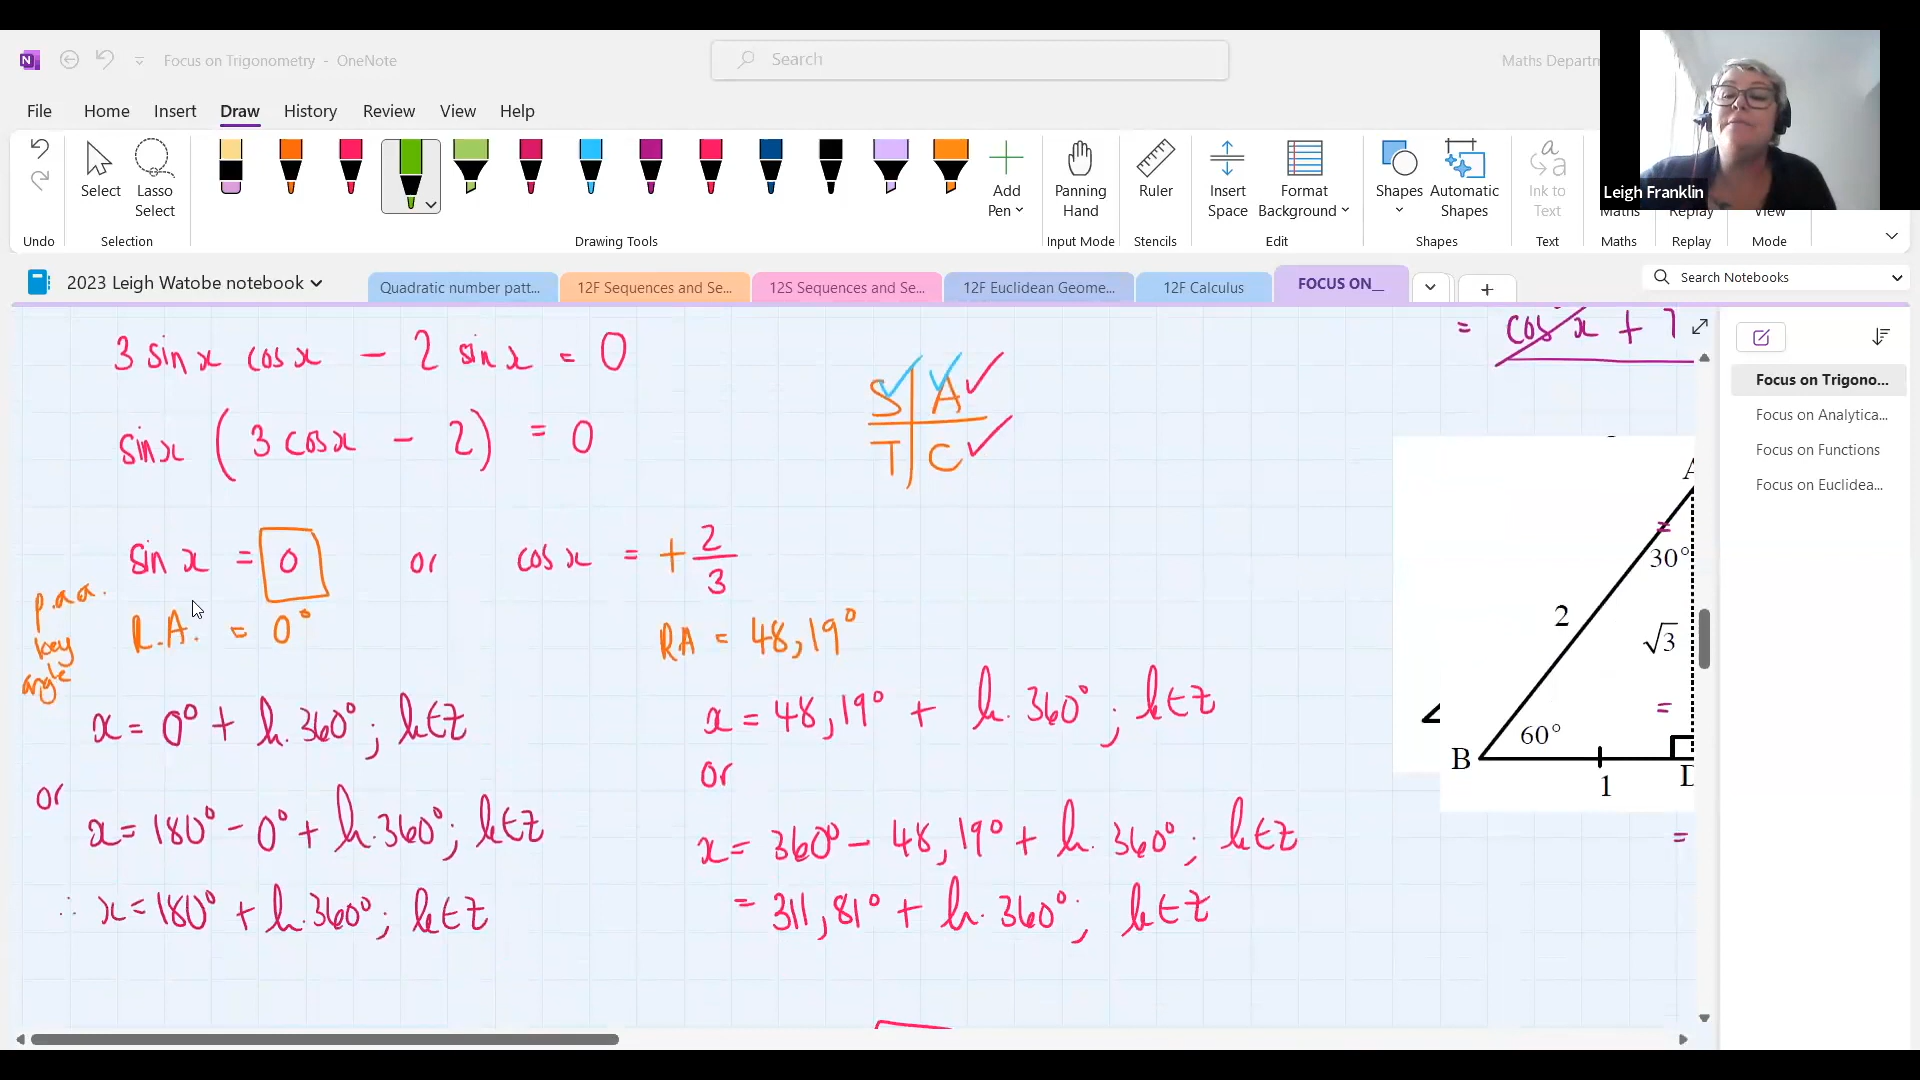 Focus on Trigonometry - OneNote
Search
Maths Departm
File Home Insert Draw History Review View Help
Select
Lasso Select
Add Pen
Panning Hand
Ruler
Insert Space
Format Background
Shapes
Automatic Shapes
Ink to Text
Maths
Replay
View
Leigh Franklin
Undo Selection Drawing Tools Input Mode Stencils Edit Shapes Text Maths Replay Mode
2023 Leigh Watobe notebook
Quadratic number patt...
12F Sequences and Se...
12S Sequences and Se...
12F Euclidean Geome...
12F Calculus
FOCUS ON_
Search Notebooks
Focus on Trigono...
Focus on Analytica...
Focus on Functions
Focus on Euclidea...
3 sin x cos x - 2 sin x = 0
sin x ( 3 cos x - 2 ) = 0
S A
T C
sin x = 0 or cos x = + 2/3
p.a.a.
key
angle
R.A. = 0°
RA = 48,19°
x = 0° + k.360° ; k∈Z
or
x = 180° - 0° + k.360° ; k∈Z
∴ x = 180° + k.360° ; k∈Z
x = 48,19° + k.360° ; k∈Z
or
x = 360° - 48,19° + k.360° ; k∈Z
= 311,81° + k.360° ; k∈Z
=
A
30°
2
√3
=
60°
B
1
D
=